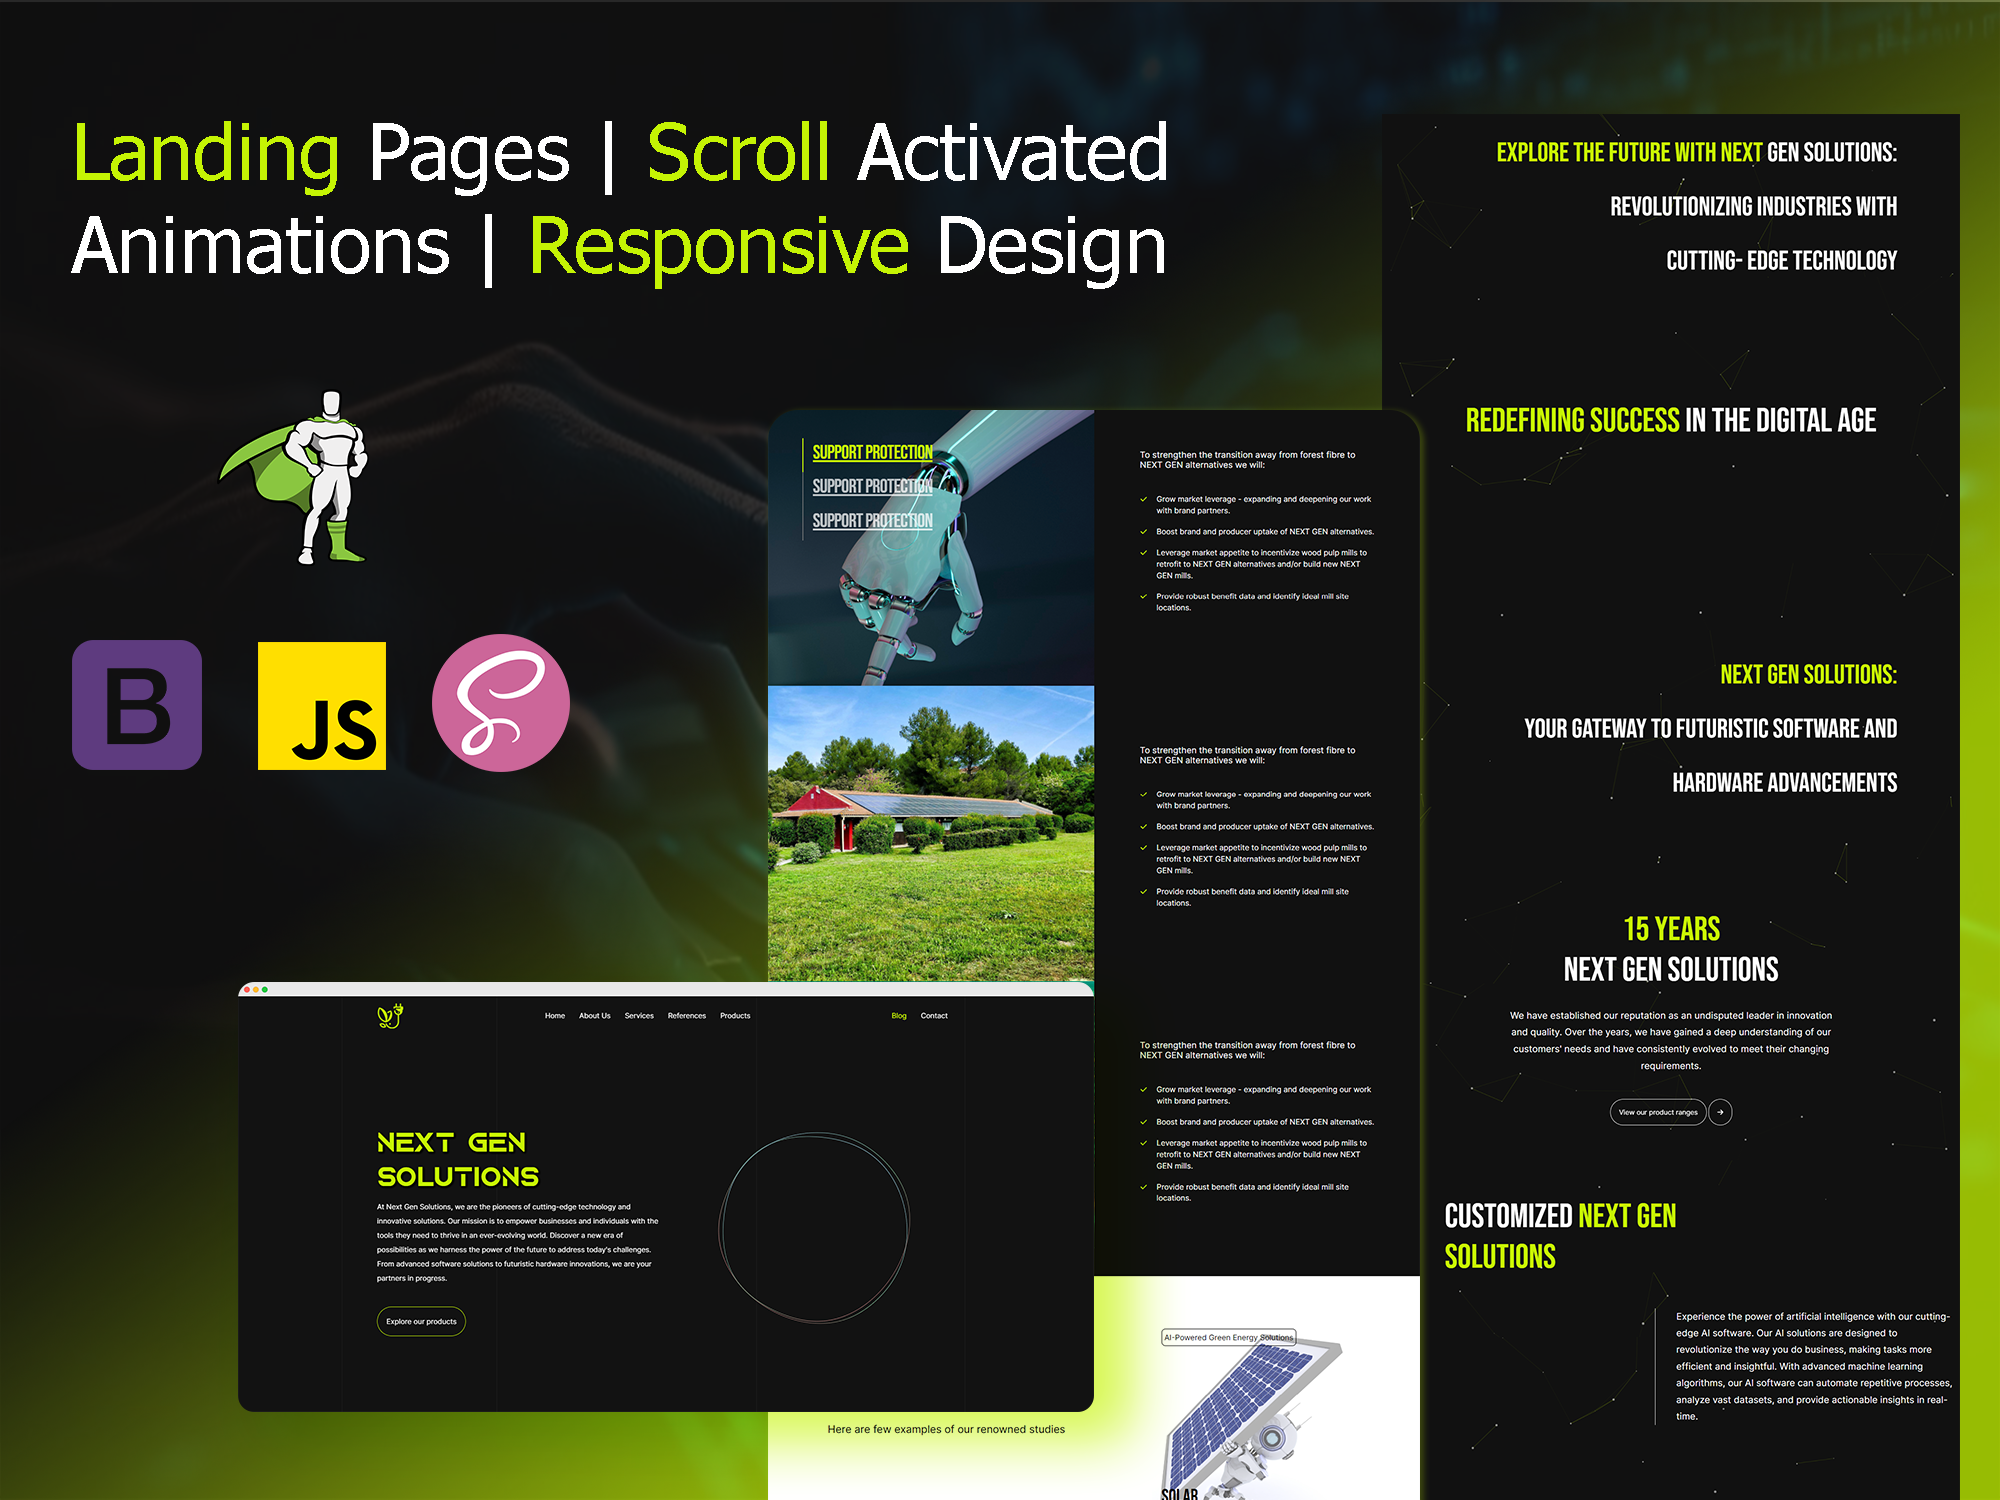 Landing Pages | Scroll Activated
Animations | Responsive Design
B
JS
EXPLORE THE FUTURE WITH NEXT GEN SOLUTIONS:
REVOLUTIONIZING INDUSTRIES WITH
CUTTING- EDGE TECHNOLOGY
REDEFINING SUCCESS IN THE DIGITAL AGE
NEXT GEN SOLUTIONS:
YOUR GATEWAY TO FUTURISTIC SOFTWARE AND
HARDWARE ADVANCEMENTS
15 YEARS
NEXT GEN SOLUTIONS
We have established our reputation as an undisputed leader in innovation
and quality. Over the years, we have gained a deep understanding of our
customers' needs and have consistently evolved to meet their changing
requirements.
View our product ranges
CUSTOMIZED NEXT GEN
SOLUTIONS
Experience the power of artificial intelligence with our cutting-
edge AI software. Our AI solutions are designed to
revolutionize the way you do business, making tasks more
efficient and insightful. With advanced machine learning
algorithms, our AI software can automate repetitive processes,
analyze vast datasets, and provide actionable insights in real-
time.
SUPPORT PROTECTION
SUPPORT PROTECTION
SUPPORT PROTECTION
To strengthen the transition away from forest fibre to
NEXT GEN alternatives we will:
Grow market leverage - expanding and deepening our work
with brand partners.
Boost brand and producer uptake of NEXT GEN alternatives.
Leverage market appetite to incentivize wood pulp mills to
retrofit to NEXT GEN alternatives and/or build new NEXT
GEN mills.
Provide robust benefit data and identify ideal mill site
locations.
To strengthen the transition away from forest fibre to
NEXT GEN alternatives we will:
Grow market leverage - expanding and deepening our work
with brand partners.
Boost brand and producer uptake of NEXT GEN alternatives.
Leverage market appetite to incentivize wood pulp mills to
retrofit to NEXT GEN alternatives and/or build new NEXT
GEN mills.
Provide robust benefit data and identify ideal mill site
locations.
To strengthen the transition away from forest fibre to
NEXT GEN alternatives we will:
Grow market leverage - expanding and deepening our work
with brand partners.
Boost brand and producer uptake of NEXT GEN alternatives.
Leverage market appetite to incentivize wood pulp mills to
retrofit to NEXT GEN alternatives and/or build new NEXT
GEN mills.
Provide robust benefit data and identify ideal mill site
locations.
Home About Us Services References Products Blog Contact
NEXT GEN
SOLUTIONS
At Next Gen Solutions, we are the pioneers of cutting-edge technology and
innovative solutions. Our mission is to empower businesses and individuals with the
tools they need to thrive in an ever-evolving world. Discover a new era of
possibilities as we harness the power of the future to address today's challenges.
From advanced software solutions to futuristic hardware innovations, we are your
partners in progress.
Explore our products
Here are few examples of our renowned studies
AI-Powered Green Energy Solutions
SOLAR